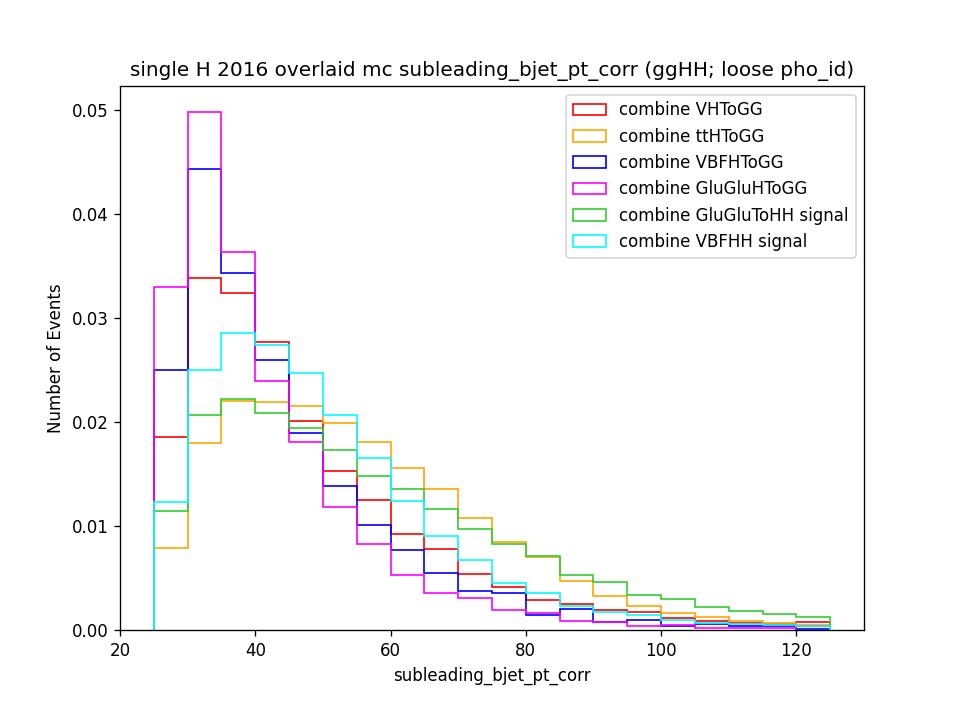 single H 2016 overlaid mc subleading_bjet_pt_corr (ggHH; loose pho_id)
combine VHToGG
combine ttHToGG
combine VBFHToGG
combine GluGluHToGG
combine GluGluToHH signal
combine VBFHH signal
Number of Events
0.05
0.04
0.03
0.02
0.01
0.00
20
40
60
80
100
120
subleading_bjet_pt_corr